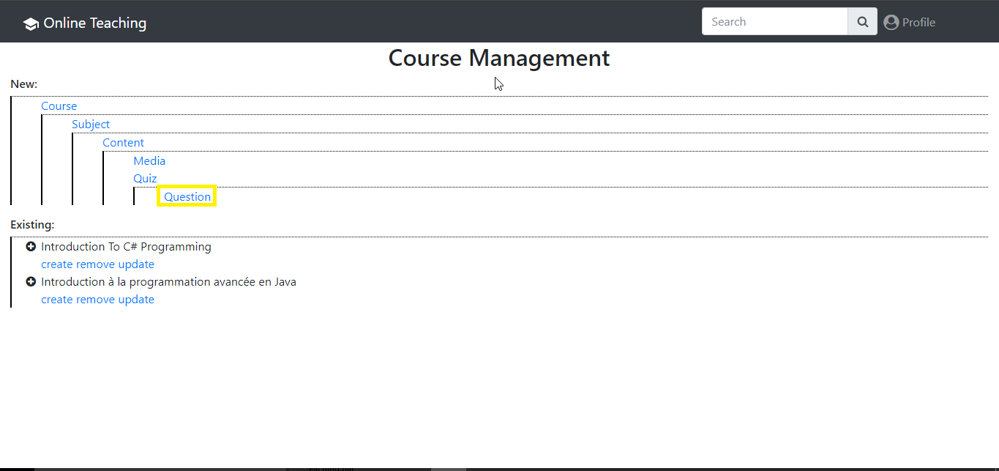 Online Teaching
Search
Profile
Course Management
New:
Course
Subject
Content
Media
Quiz
Question
Existing:
Introduction To C# Programming
create remove update
Introduction à la programmation avancée en Java
create remove update